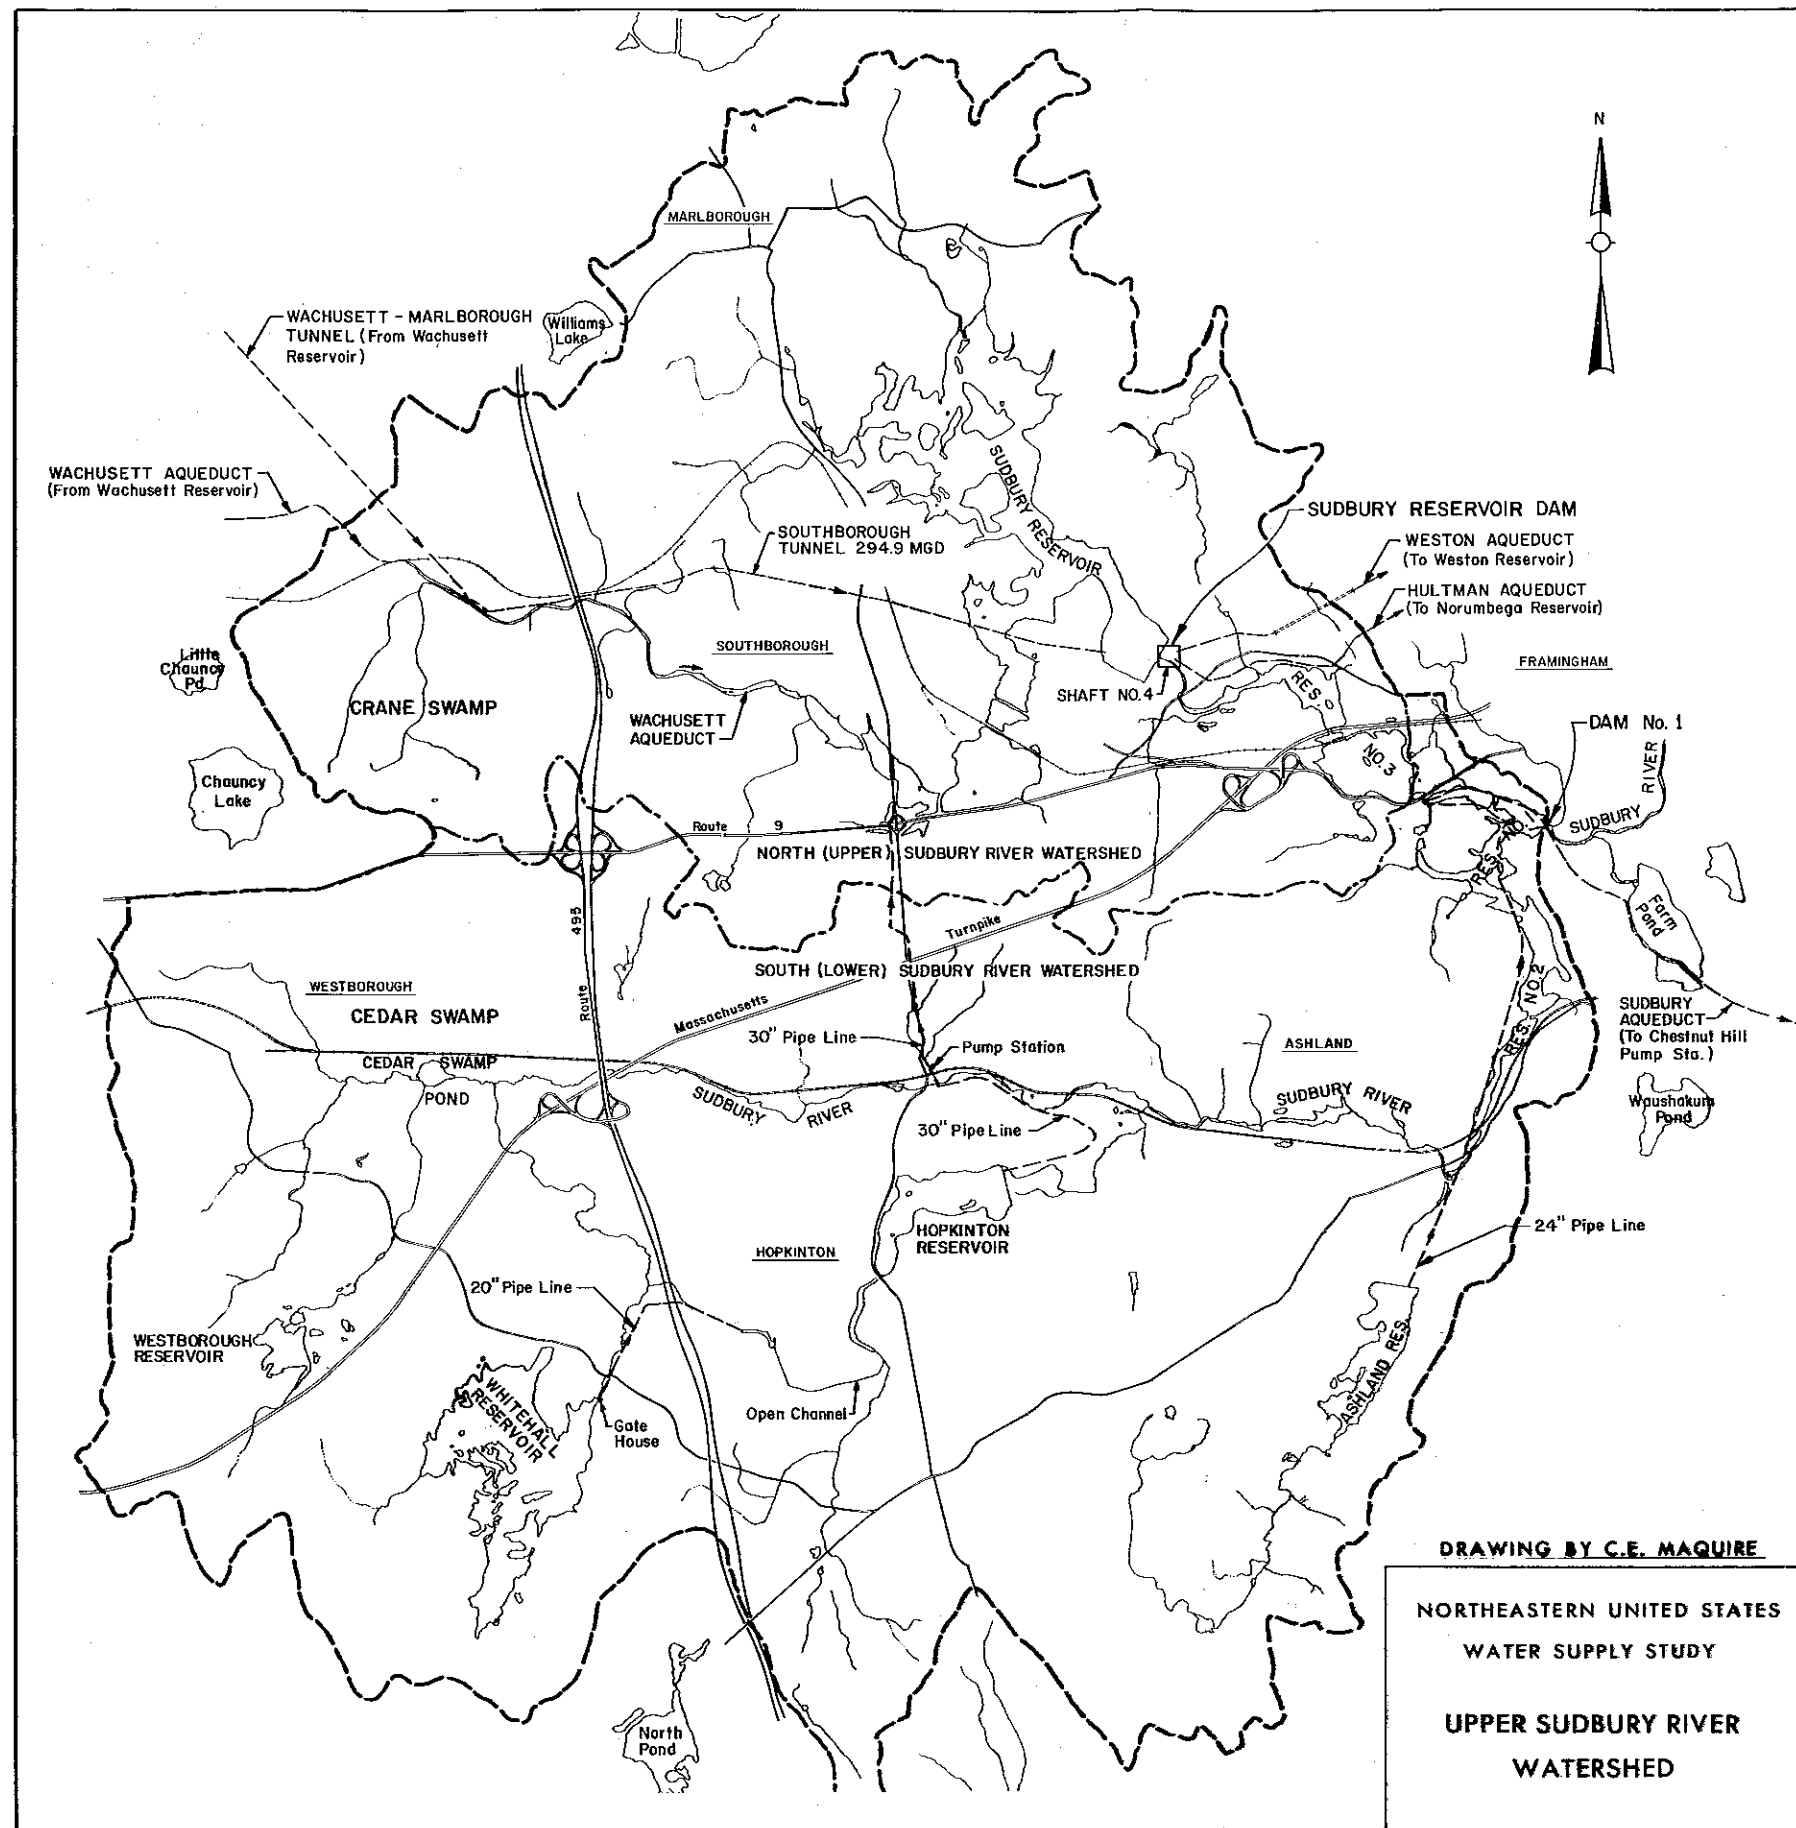 N
MARLBOROUGH
WACHUSETT - MARLBOROUGH
TUNNEL (From Wachusett
Reservoir)
Williams
Lake
WACHUSETT AQUEDUCT
(From Wachusett Reservoir)
SUDBURY RESERVOIR
SUDBURY RESERVOIR DAM
SOUTHBOROUGH
TUNNEL 294.9 MGD
WESTON AQUEDUCT
(To Weston Reservoir)
HULTMAN AQUEDUCT
(To Norumbega Reservoir)
Little
Chauncy
Pd.
SOUTHBOROUGH
FRAMINGHAM
CRANE SWAMP
SHAFT NO.4
RES.
NO.3
WACHUSETT
AQUEDUCT
DAM No. 1
Chauncy
Lake
SUDBURY RIVER
Route 9
NORTH (UPPER) SUDBURY RIVER WATERSHED
RES. NO.
Farm
Pond
495
Route
Turnpike
Massachusetts
SOUTH (LOWER) SUDBURY RIVER WATERSHED
WESTBOROUGH
CEDAR SWAMP
RES. NO.2
SUDBURY
AQUEDUCT
(To Chestnut Hill
Pump Sta.)
30" Pipe Line
Pump Station
ASHLAND
CEDAR SWAMP
POND
SUDBURY RIVER
SUDBURY RIVER
Waushakum
Pond
30" Pipe Line
HOPKINTON
RESERVOIR
24" Pipe Line
HOPKINTON
20" Pipe Line
WESTBOROUGH
RESERVOIR
WHITEHALL
RESERVOIR
ASHLAND RES.
Gate
House
Open Channel
North
Pond
DRAWING BY C.E. MAQUIRE
NORTHEASTERN UNITED STATES
WATER SUPPLY STUDY
UPPER SUDBURY RIVER
WATERSHED